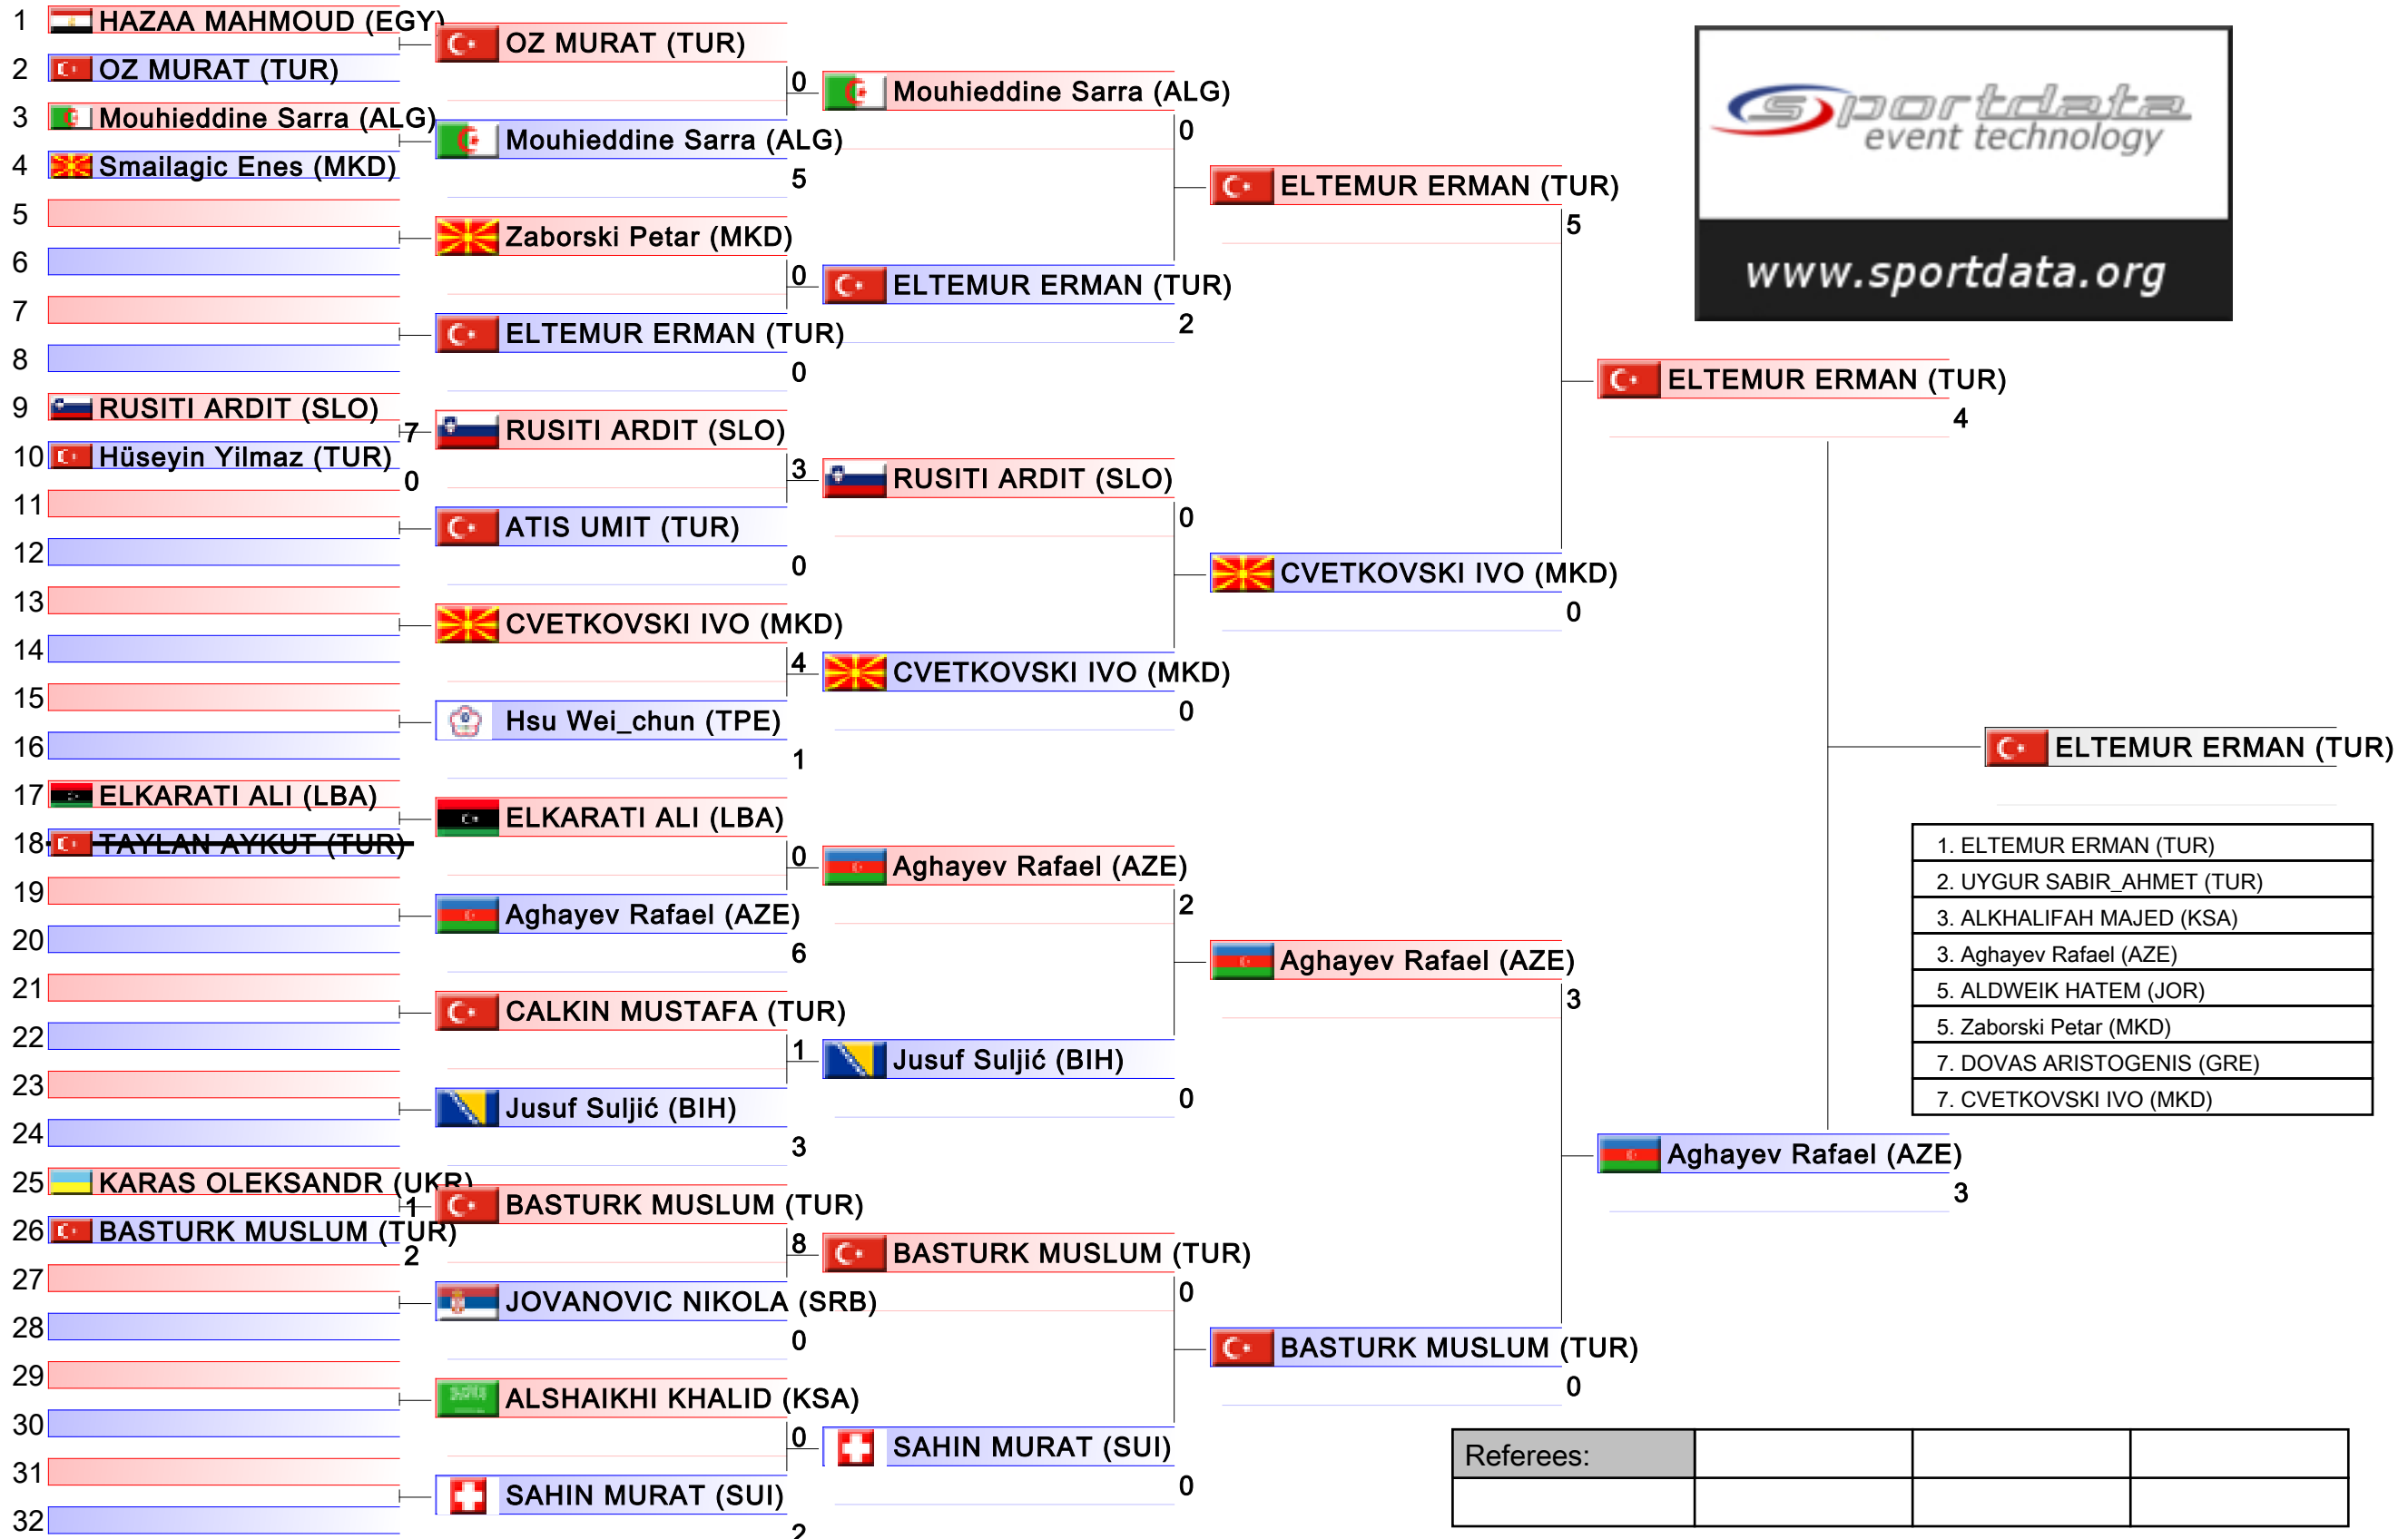 1 HAZAA MAHMOUD (EGY)
2 OZ MURAT (TUR)
3 Mouhieddine Sarra (ALG)
4 Smailagic Enes (MKD)
5
6
7
8
9 RUSITI ARDIT (SLO)
7
10 Hüseyin Yilmaz (TUR)
0
11
12
13
14
15
16
17 ELKARATI ALI (LBA)
18 TAYLAN AYKUT (TUR)
19
20
21
22
23
24
25 KARAS OLEKSANDR (UKR)
1
26 BASTURK MUSLUM (TUR)
2
27
28
29
30
31
32
OZ MURAT (TUR)
0
Mouhieddine Sarra (ALG)
5
Zaborski Petar (MKD)
0
ELTEMUR ERMAN (TUR)
0
RUSITI ARDIT (SLO)
3
ATIS UMIT (TUR)
0
CVETKOVSKI IVO (MKD)
4
Hsu Wei_chun (TPE)
1
ELKARATI ALI (LBA)
0
Aghayev Rafael (AZE)
6
CALKIN MUSTAFA (TUR)
1
Jusuf Suljić (BIH)
3
BASTURK MUSLUM (TUR)
8
JOVANOVIC NIKOLA (SRB)
0
ALSHAIKHI KHALID (KSA)
0
SAHIN MURAT (SUI)
2
Mouhieddine Sarra (ALG)
0
ELTEMUR ERMAN (TUR)
2
RUSITI ARDIT (SLO)
0
CVETKOVSKI IVO (MKD)
0
Aghayev Rafael (AZE)
2
Jusuf Suljić (BIH)
0
BASTURK MUSLUM (TUR)
0
SAHIN MURAT (SUI)
0
ELTEMUR ERMAN (TUR)
5
CVETKOVSKI IVO (MKD)
0
Aghayev Rafael (AZE)
3
BASTURK MUSLUM (TUR)
0
ELTEMUR ERMAN (TUR)
4
Aghayev Rafael (AZE)
3
ELTEMUR ERMAN (TUR)
sportdata
event technology
www.sportdata.org
1. ELTEMUR ERMAN (TUR)
2. UYGUR SABIR_AHMET (TUR)
3. ALKHALIFAH MAJED (KSA)
3. Aghayev Rafael (AZE)
5. ALDWEIK HATEM (JOR)
5. Zaborski Petar (MKD)
7. DOVAS ARISTOGENIS (GRE)
7. CVETKOVSKI IVO (MKD)
Referees: